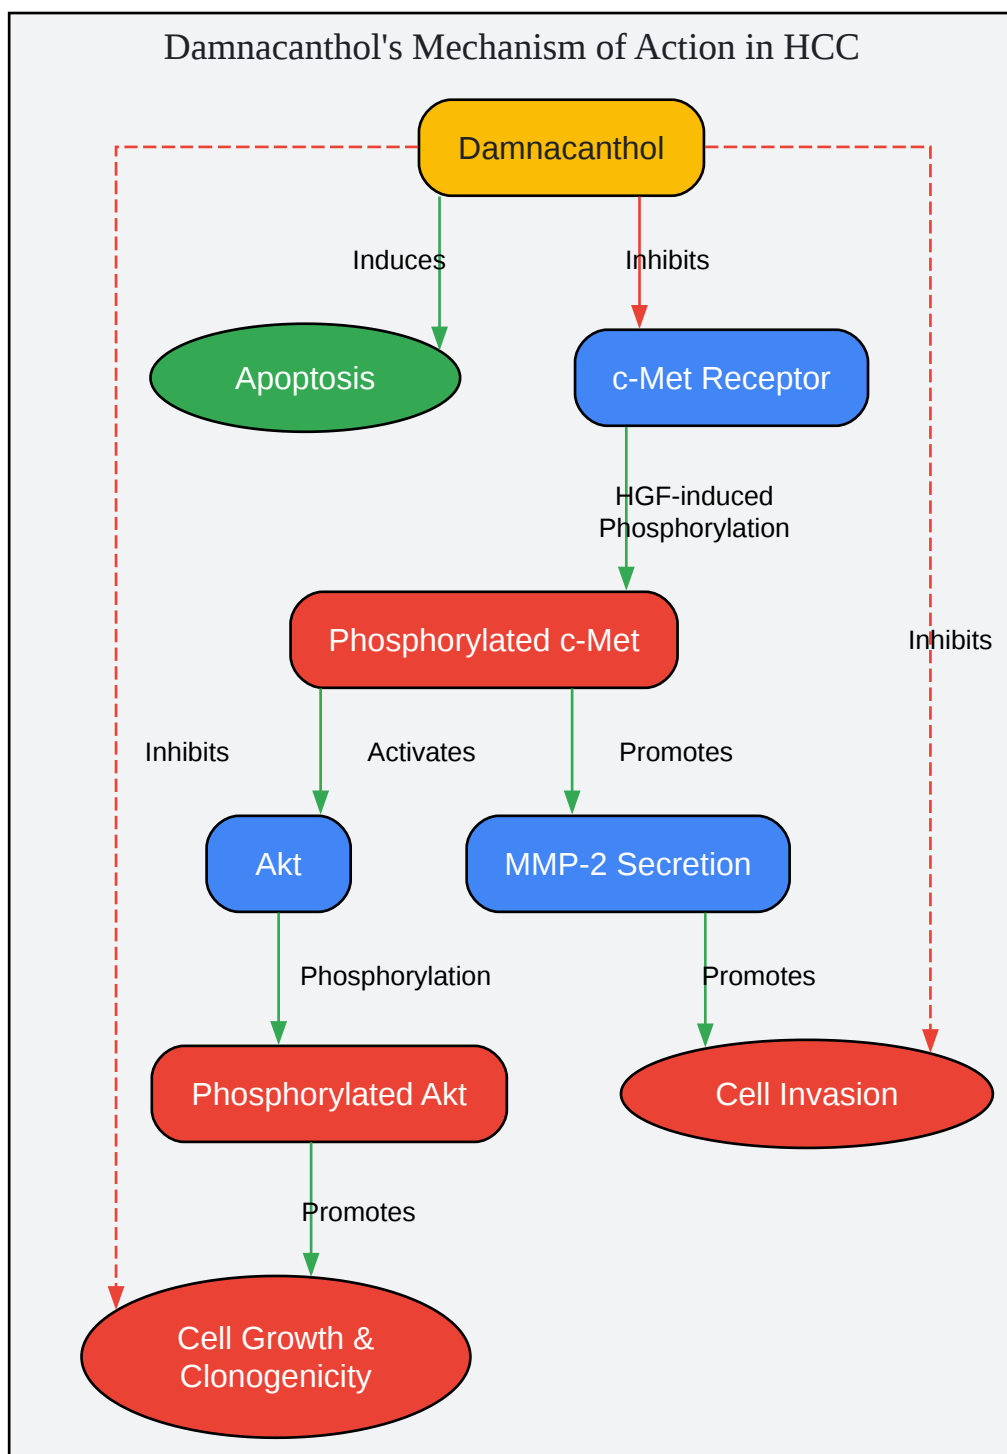 Damnacanthol's Mechanism of Action in HCC
Damnacanthol
Induces
Inhibits
Apoptosis
c-Met Receptor
HGF-induced
Phosphorylation
Phosphorylated c-Met
Inhibits
Inhibits
Activates
Promotes
Akt
MMP-2 Secretion
Phosphorylation
Promotes
Phosphorylated Akt
Cell Invasion
Promotes
Cell Growth &
Clonogenicity